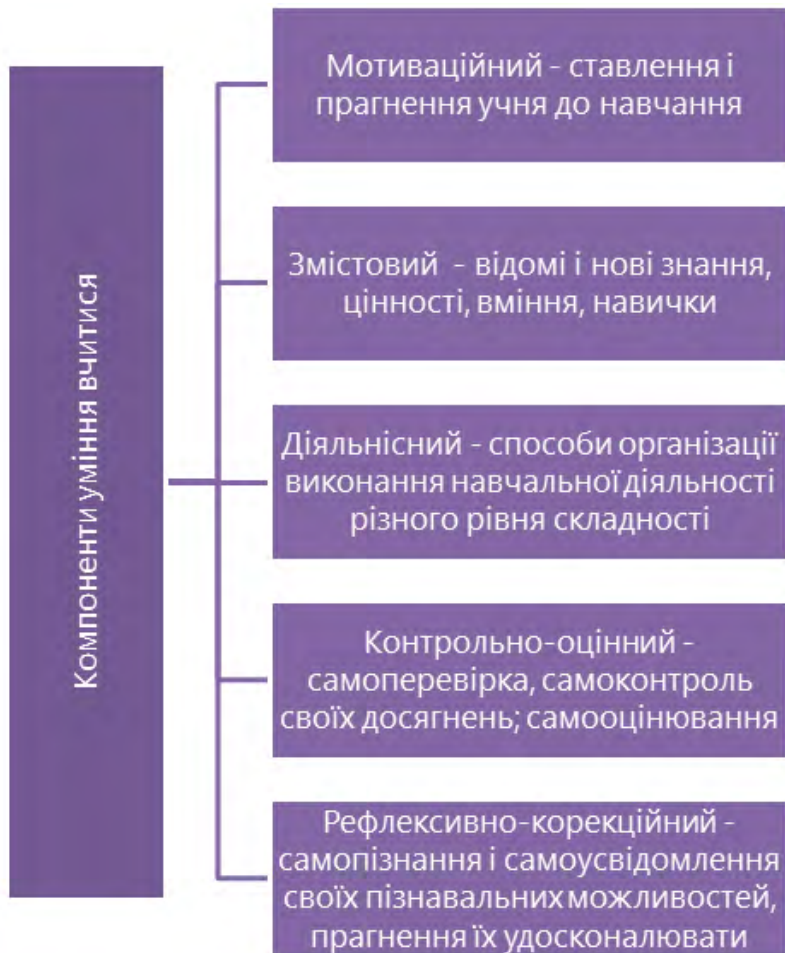 Компоненти уміння вчитися
Мотиваційний - ставлення і
прагнення учня до навчання
Змістовий - відомі і нові знання,
цінності, вміння, навички
Діяльнісний - способи організації
виконання навчальної діяльності
різного рівня складності
Контрольно-оцінний -
самоперевірка, самоконтроль
своїх досягнень; самооцінювання
Рефлексивно-корекційний -
самопізнання і самоусвідомлення
своїх пізнавальних можливостей,
прагнення їх удосконалювати